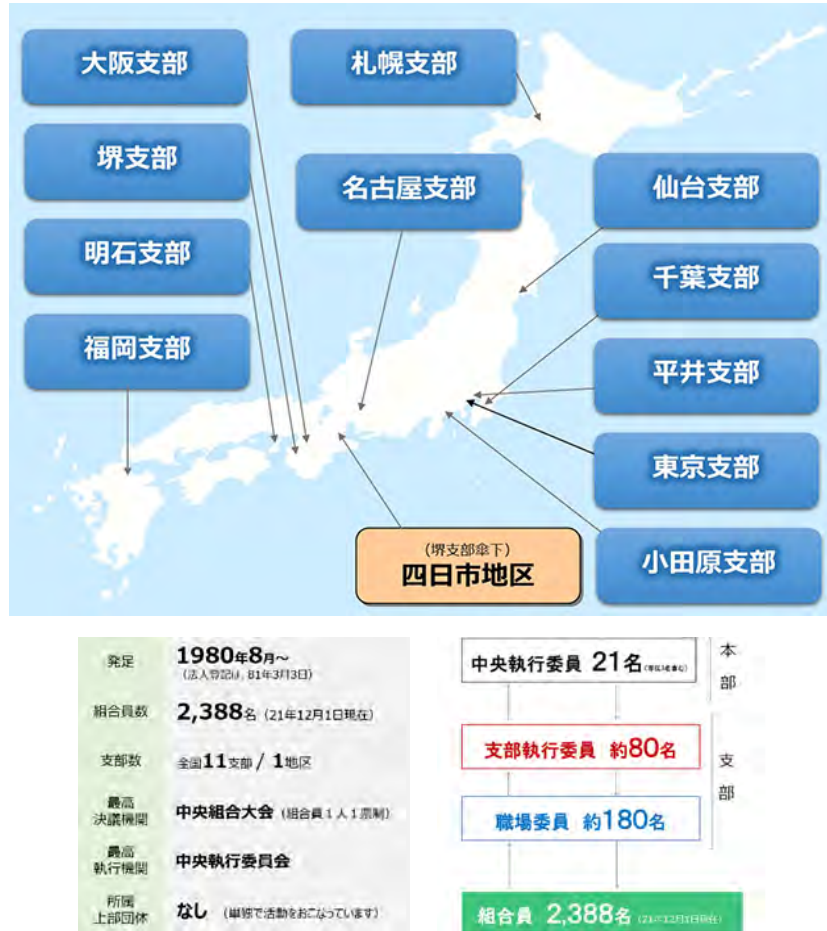 大阪支部
札幌支部
堺支部
名古屋支部
仙台支部
明石支部
千葉支部
福岡支部
平井支部
東京支部
(堺支部傘下)
四日市地区
小田原支部
発足
1980年8月~
(法人登記は、81年3月3日)
組合員数
2,388名 (21年12月1日現在)
支部数
全国11支部 / 1地区
最高
決議機関
中央組合大会 (組合員1人1票制)
最高
執行機関
中央執行委員会
所属
上部団体
なし (単独で活動をおこなっています)
中央執行委員 21名
本部
支部執行委員 約80名
職場委員 約180名
支部
組合員 2,388名 (21年12月1日現在)